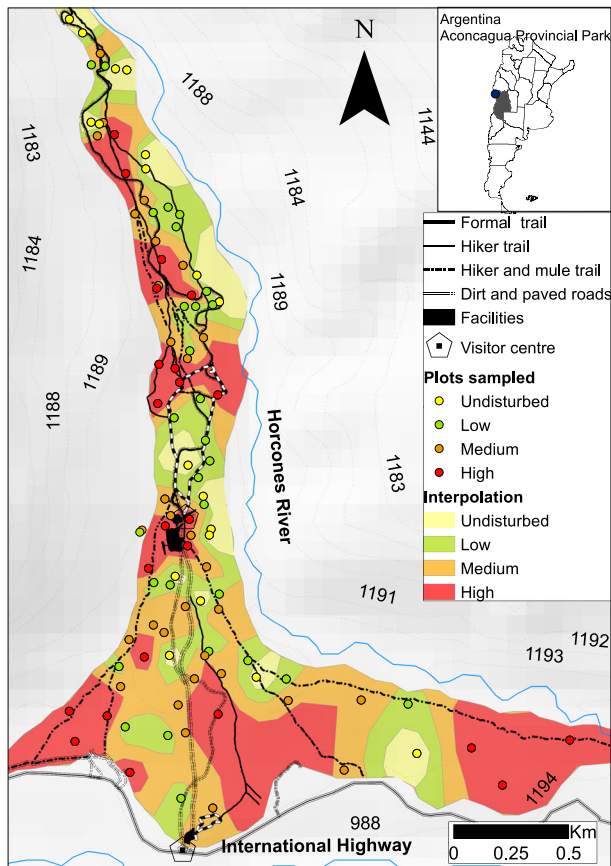 Argentina
Aconcagua Provincial Park
N
1188
1183
1144
1184
1184
1189
1189
1188
Horcones River
1183
1191
1192
1193
1194
988
International Highway
Formal trail
Hiker trail
Hiker and mule trail
Dirt and paved roads
Facilities
Visitor centre
Plots sampled
Undisturbed
Low
Medium
High
Interpolation
Undisturbed
Low
Medium
High
Km
0 0.25 0.5